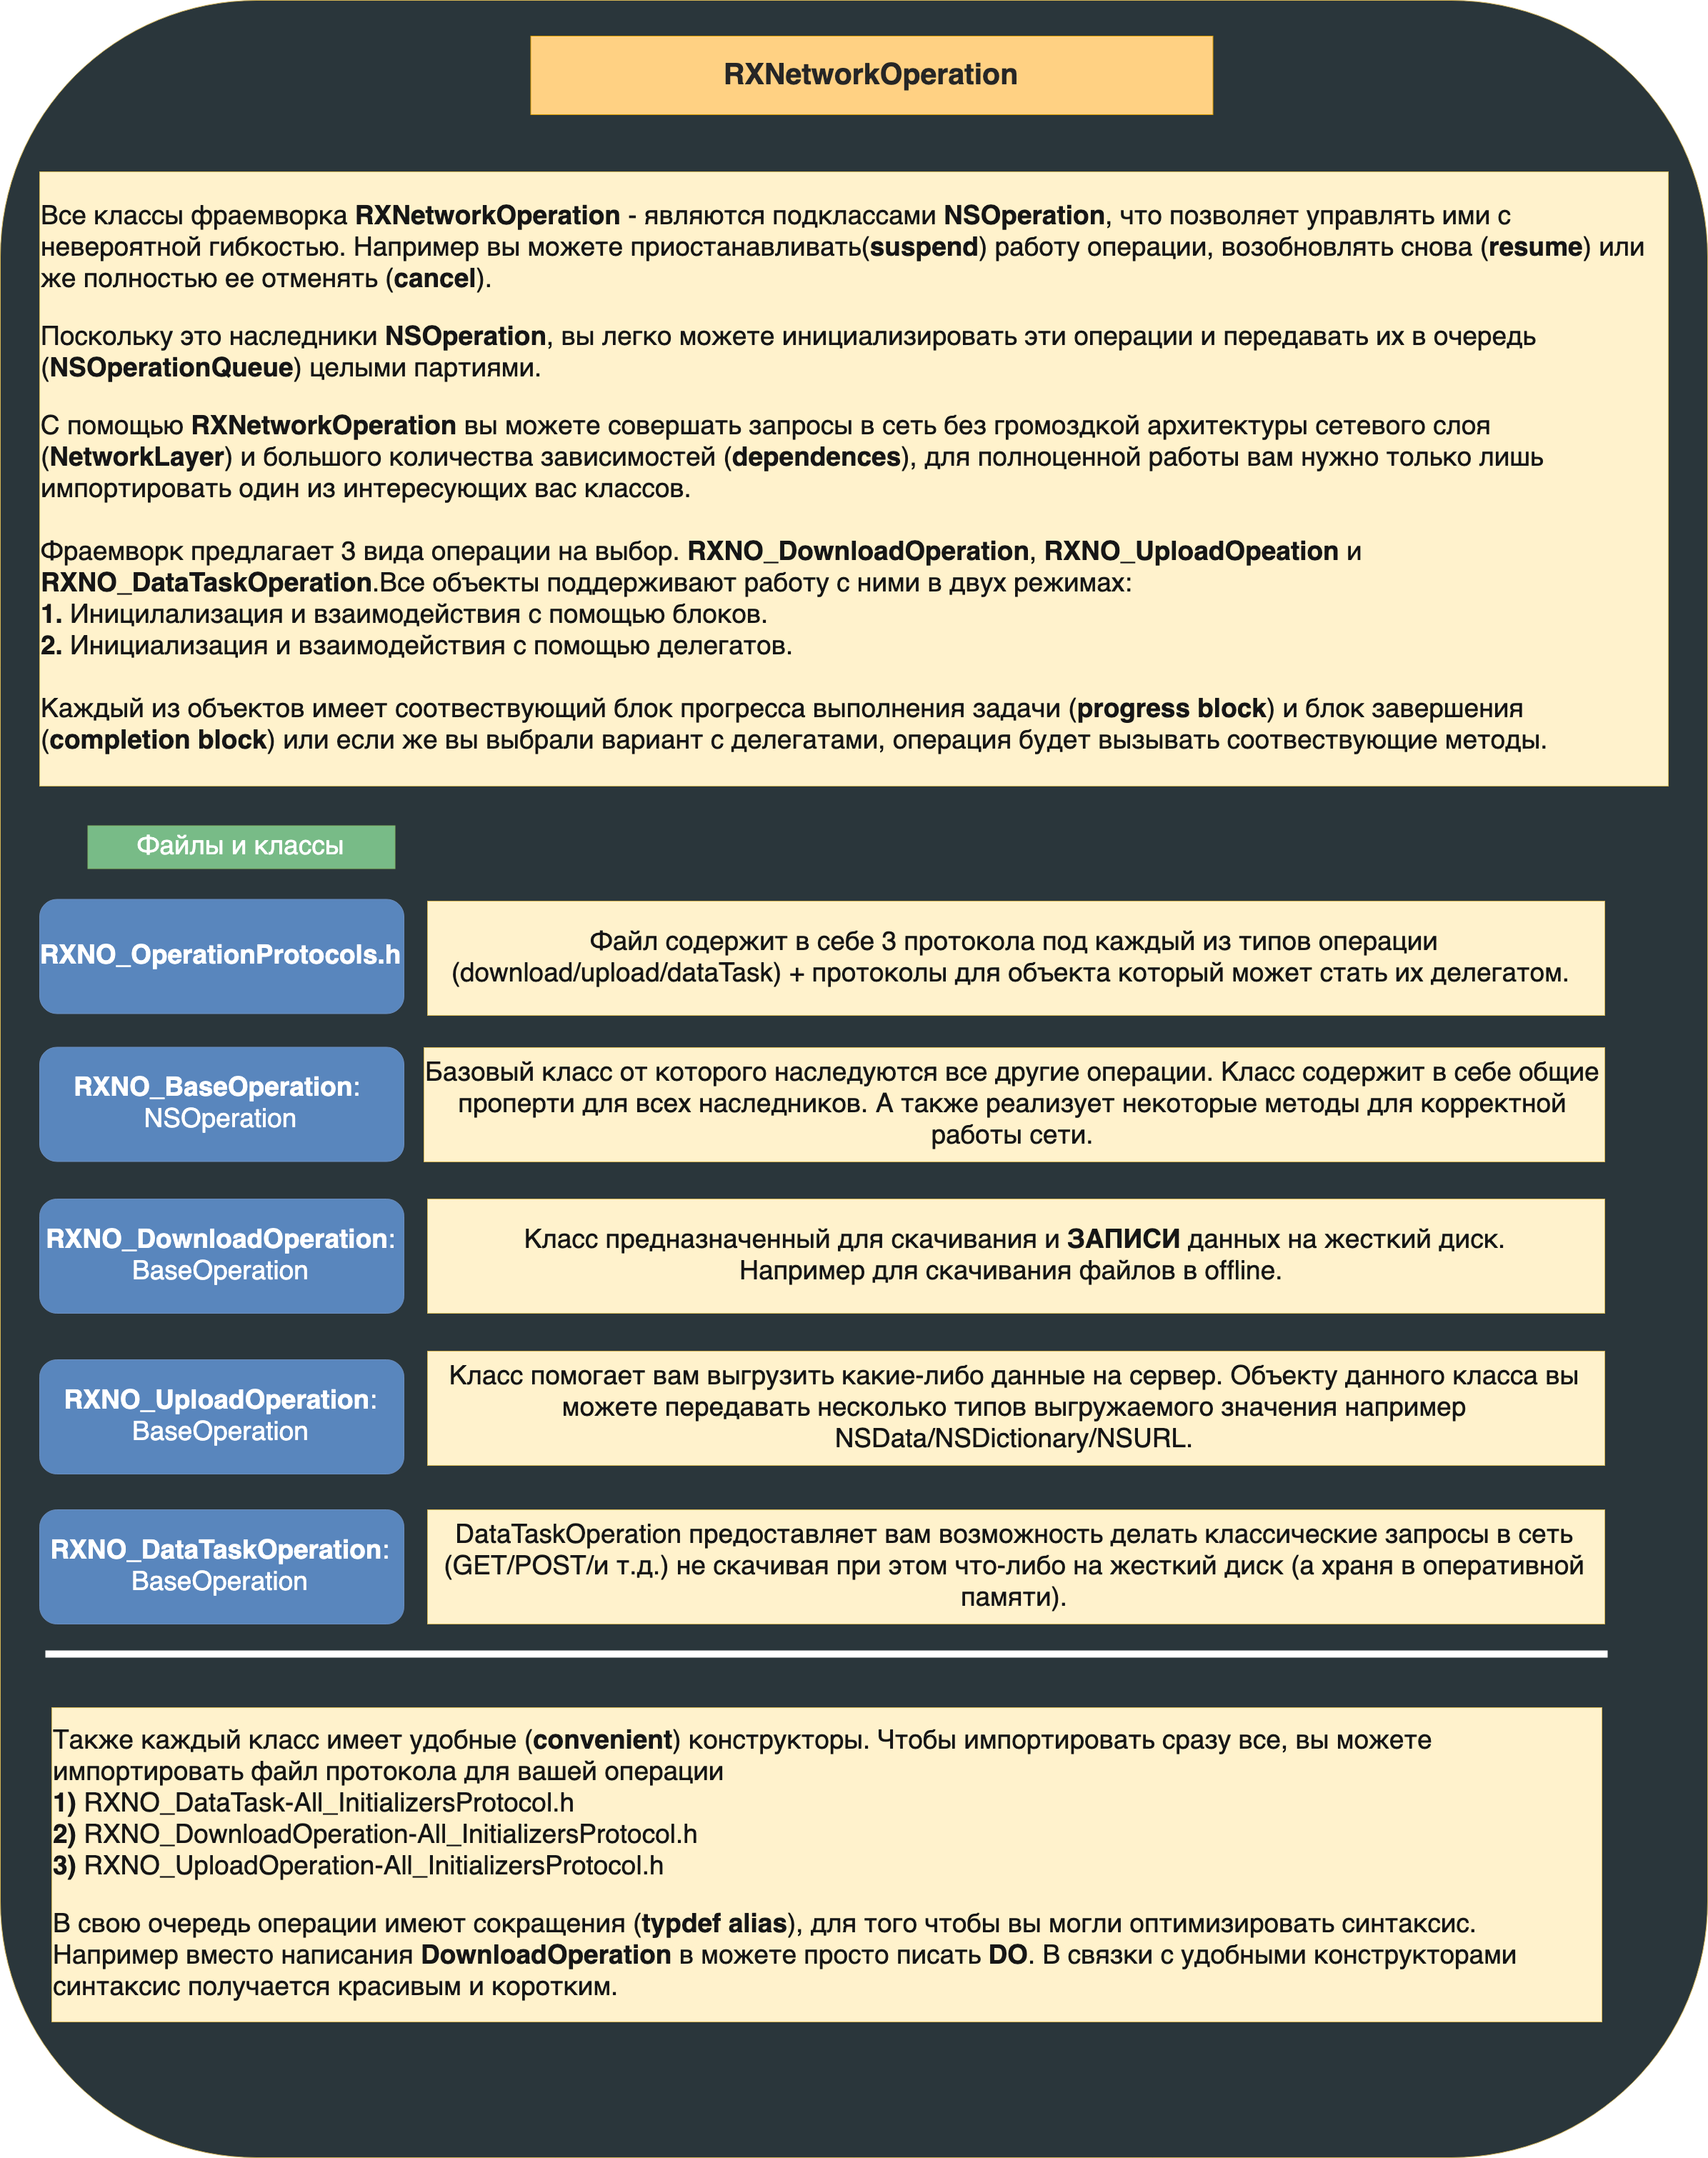 RXNetworkOperation
Все классы фраемворка RXNetworkOperation - являются подклассами NSOperation, что позволяет управлять ими с
невероятной гибкостью. Например вы можете приостанавливать(suspend) работу операции, возобновлять снова (resume) или
же полностью ее отменять (cancel).
Поскольку это наследники NSOperation, вы легко можете инициализировать эти операции и передавать их в очередь
(NSOperationQueue) целыми партиями.
С помощью RXNetworkOperation вы можете совершать запросы в сеть без громоздкой архитектуры сетевого слоя
(NetworkLayer) и большого количества зависимостей (dependences), для полноценной работы вам нужно только лишь
импортировать один из интересующих вас классов.
Фраемворк предлагает 3 вида операции на выбор. RXNO_DownloadOperation, RXNO_UploadOpeation и
RXNO_DataTaskOperation.Все объекты поддерживают работу с ними в двух режимах:
1. Иницилализация и взаимодействия с помощью блоков.
2. Инициализация и взаимодействия с помощью делегатов.
Каждый из объектов имеет соотвествующий блок прогресса выполнения задачи (progress block) и блок завершения
(completion block) или если же вы выбрали вариант с делегатами, операция будет вызывать соотвествующие методы.
Файлы и классы
RXNO_OperationProtocols.h
Файл содержит в себе 3 протокола под каждый из типов операции
(download/upload/dataTask) + протоколы для объекта который может стать их делегатом.
RXNO_BaseOperation:
NSOperation
Базовый класс от которого наследуются все другие операции. Класс содержит в себе общие
проперти для всех наследников. А также реализует некоторые методы для корректной
работы сети.
RXNO_DownloadOperation:
BaseOperation
Класс предназначенный для скачивания и ЗАПИСИ данных на жесткий диск.
Например для скачивания файлов в offline.
RXNO_UploadOperation:
BaseOperation
Класс помогает вам выгрузить какие-либо данные на сервер. Объекту данного класса вы
можете передавать несколько типов выгружаемого значения например
NSData/NSDictionary/NSURL.
RXNO_DataTaskOperation:
BaseOperation
DataTaskOperation предоставляет вам возможность делать классические запросы в сеть
(GET/POST/и т.д.) не скачивая при этом что-либо на жесткий диск (а храня в оперативной
памяти).
Также каждый класс имеет удобные (convenient) конструкторы. Чтобы импортировать сразу все, вы можете
импортировать файл протокола для вашей операции
1) RXNO_DataTask-All_InitializersProtocol.h
2) RXNO_DownloadOperation-All_InitializersProtocol.h
3) RXNO_UploadOperation-All_InitializersProtocol.h
В свою очередь операции имеют сокращения (typdef alias), для того чтобы вы могли оптимизировать синтаксис.
Например вместо написания DownloadOperation в можете просто писать DO. В связки с удобными конструкторами
синтаксис получается красивым и коротким.